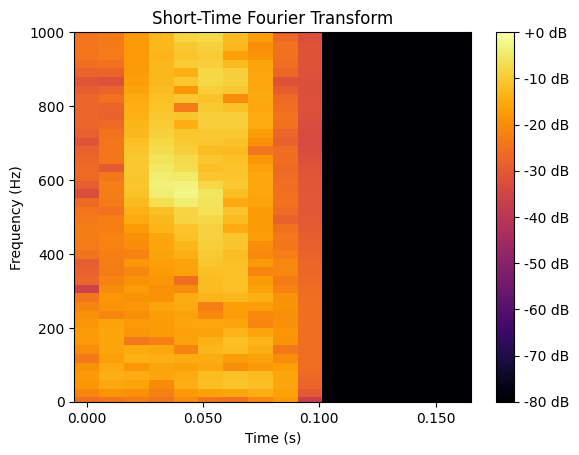 Short-Time Fourier Transform
1000
800
600
400
200
0
Frequency (Hz)
0.000
0.050
0.100
0.150
Time (s)
+0 dB
-10 dB
-20 dB
-30 dB
-40 dB
-50 dB
-60 dB
-70 dB
-80 dB